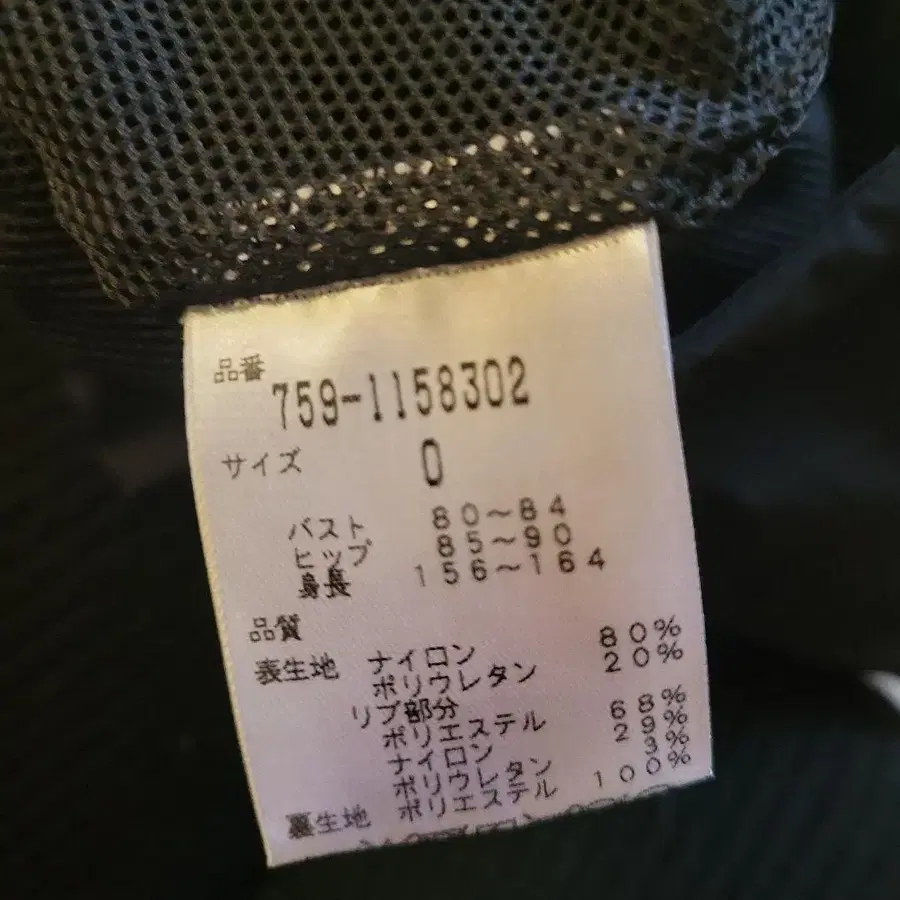 品番 759-1158302
サイズ 0
バスト 80~84
ヒップ 85~90
身長 156~164
品質
表生地 ナイロン 80%
ポリウレタン 20%
リブ部分
ポリエステル 68%
ナイロン 29%
ポリウレタン 3%
裏生地 ポリエステル 100%